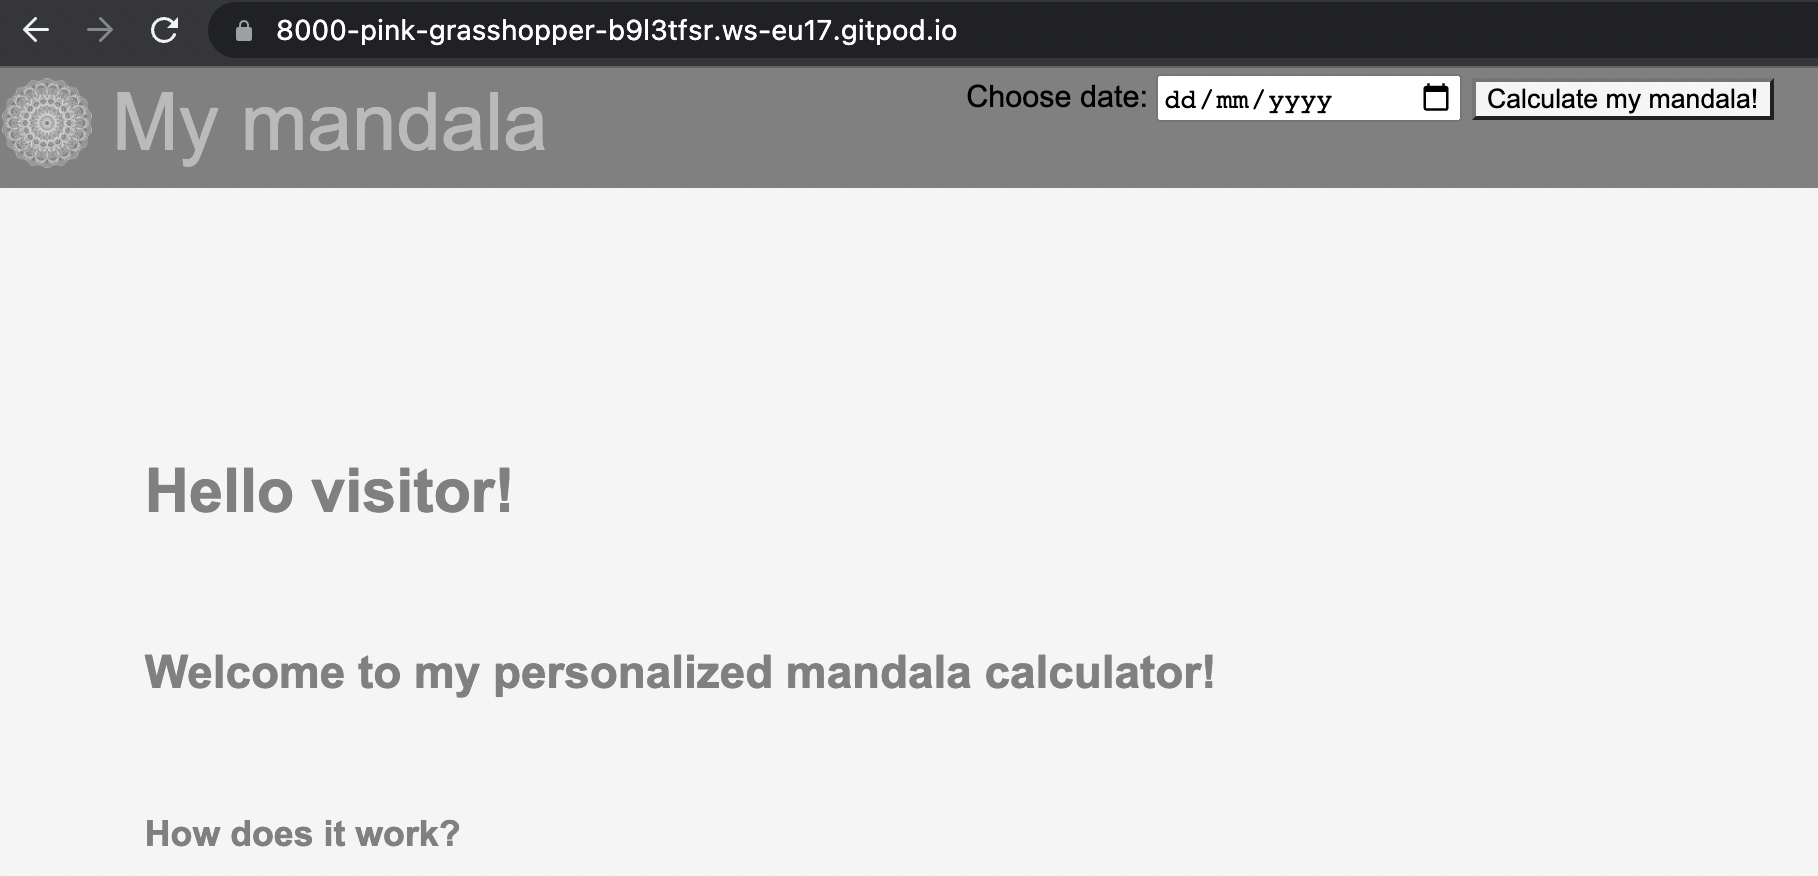 8000-pink-grasshopper-b9l3tfsr.ws-eu17.gitpod.io
My mandala
Choose date: dd/mm/yyyy Calculate my mandala!
Hello visitor!
Welcome to my personalized mandala calculator!
How does it work?